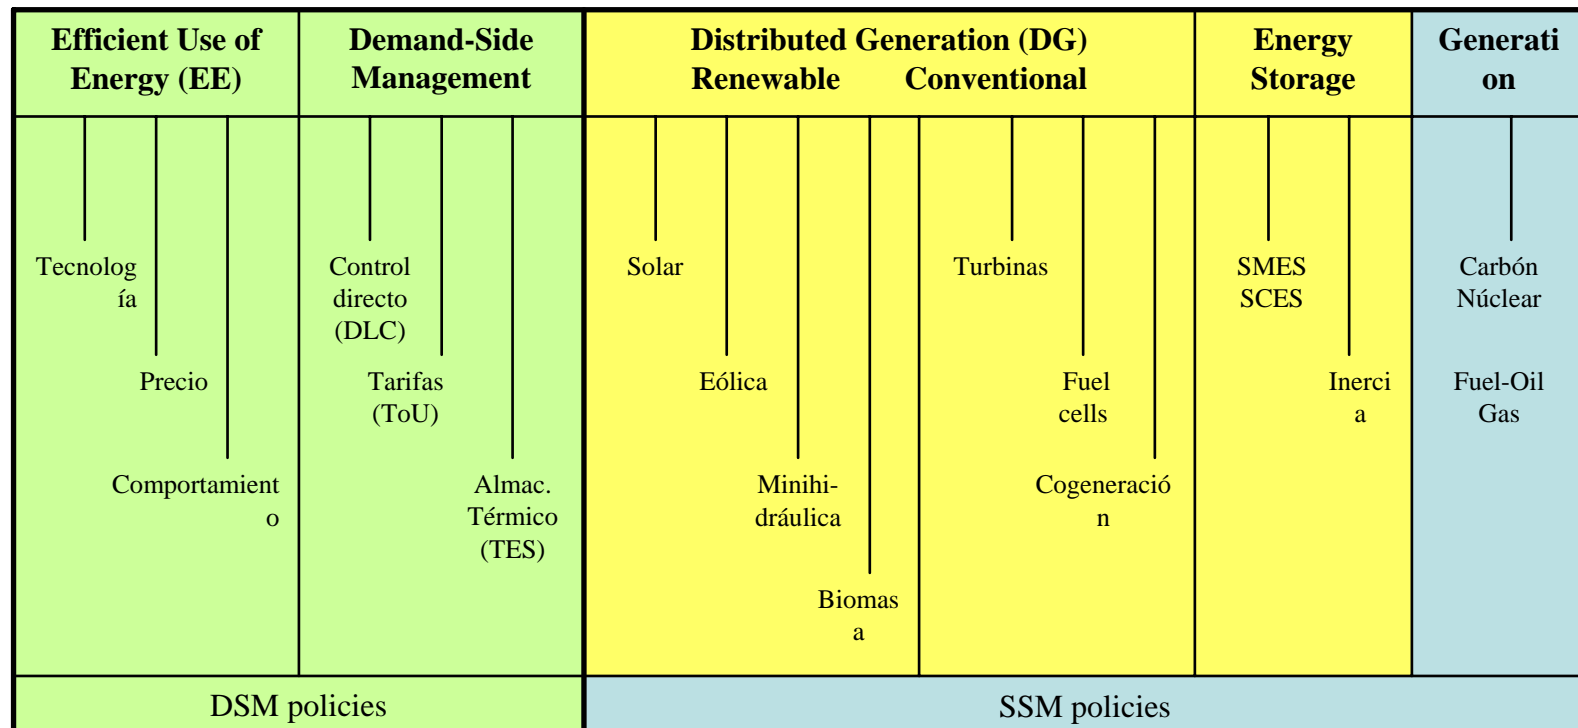 Efficient Use of
Energy (EE)
Demand-Side
Management
Distributed Generation (DG)
Renewable Conventional
Energy
Storage
Generati
on
Tecnolog
ía
Precio
Comportamient
o
Control
directo
(DLC)
Tarifas
(ToU)
Almac.
Térmico
(TES)
Solar
Eólica
Minihi-
dráulica
Biomas
a
Turbinas
Fuel
cells
Cogeneració
n
SMES
SCES
Inerci
a
Carbón
Núclear
Fuel-Oil
Gas
DSM policies
SSM policies